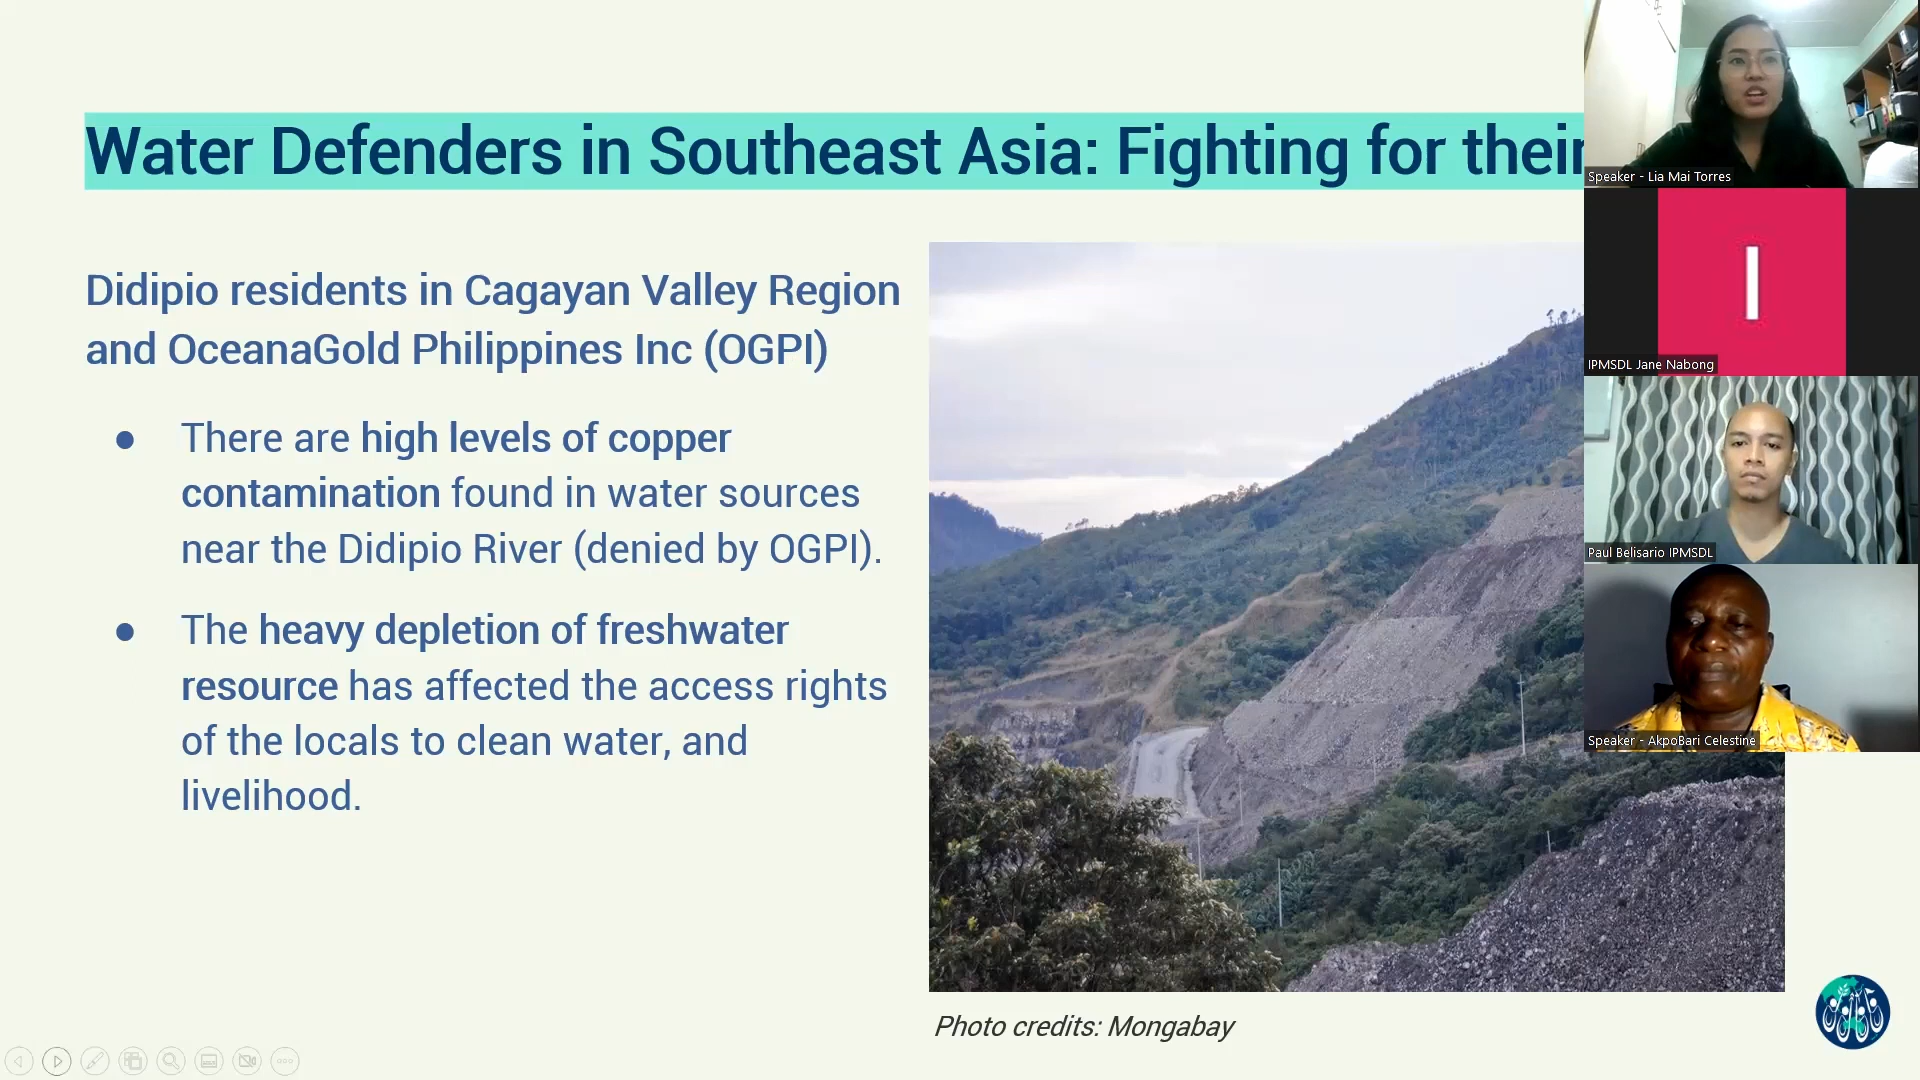 Water Defenders in Southeast Asia: Fighting for their
Didipio residents in Cagayan Valley Region
and OceanaGold Philippines Inc (OGPI)
● There are high levels of copper
contamination found in water sources
near the Didipio River (denied by OGPI).
● The heavy depletion of freshwater
resource has affected the access rights
of the locals to clean water, and
livelihood.
Photo credits: Mongabay
Speaker - Lia Mai Torres
I
IPMSDL Jane Nabong
Paul Belisario IPMSDL
Speaker - AkpoBari Celestine